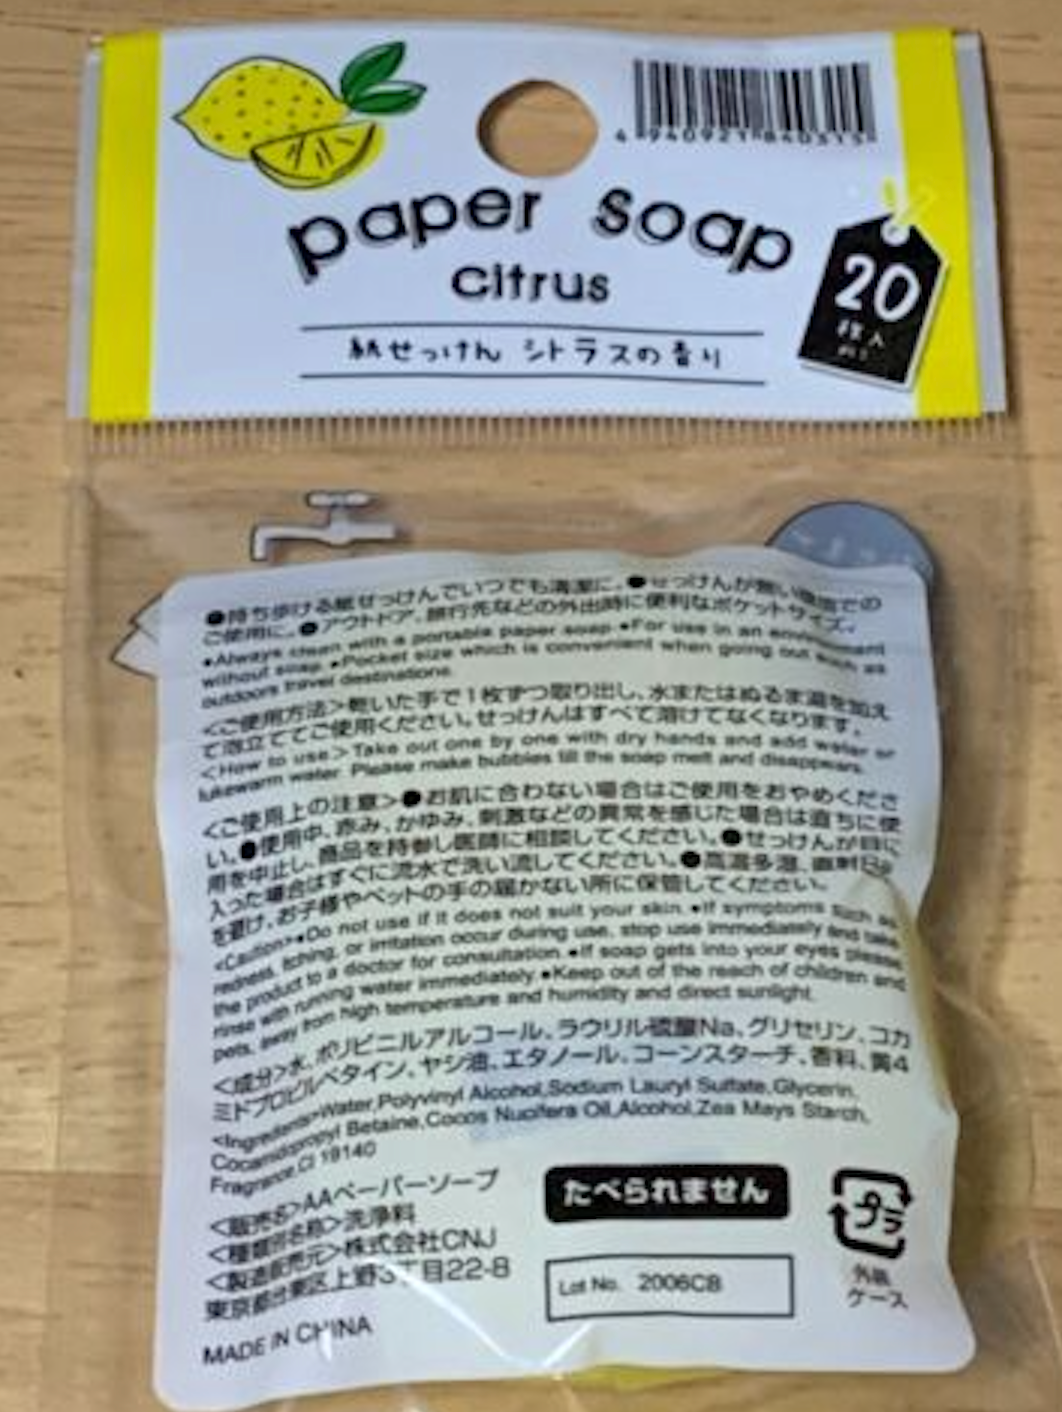 4 940921 840315
paper soap
citrus
20
枚入
紙せっけん シトラスの香り
●持ち歩ける紙せっけんでいつでも清潔に。●せっけんが無い環境での
ご使用に。●アウトドア、旅行先などの外出時に便利なポケットサイズ。
●Always clean with a portable paper soap.●For use in an environment
without soap.●Pocket size which is convenient when going out such as
outdoors travel destinations.
<ご使用方法>乾いた手で1枚ずつ取り出し、水またはぬるま湯を加え
て泡立ててご使用ください。せっけんはすべて溶けてなくなります。
<How to use>Take out one by one with dry hands and add water or
lukewarm water. Please make bubbles till the soap melt and disappears.
<ご使用上の注意>●お肌に合わない場合はご使用をおやめくださ
い。●使用中、赤み、かゆみ、刺激などの異常を感じた場合は直ちに使
用を中止し、商品を持参し医師に相談してください。●せっけんが目に
入った場合はすぐに流水で洗い流してください。●高温多湿、直射日光
を避け、お子様やペットの手の届かない所に保管してください。
<Caution>●Do not use if it does not suit your skin.●If symptoms such as
redness, itching, or irritation occur during use, stop use immediately and take
the product to a doctor for consultation.●If soap gets into your eyes please
rinse with running water immediately.●Keep out of the reach of children and
pets, away from high temperature and humidity and direct sunlight.
<成分>水、ポリビニルアルコール、ラウリル硫酸Na、グリセリン、コカ
ミドプロピルベタイン、ヤシ油、エタノール、コーンスターチ、香料、黄4
<Ingredients>Water,Polyvinyl Alcohol,Sodium Lauryl Sulfate,Glycerin,
Cocamidopropyl Betaine,Cocos Nucifera Oil,Alcohol,Zea Mays Starch,
Fragrance,CI 19140
<販売名>AAペーパーソープ
<種類別名称>洗浄料
<製造販売元>株式会社CNJ
東京都台東区上野3丁目22-8
MADE IN CHINA
たべられません
Lot No. 2006CB
プラ
外装
ケース